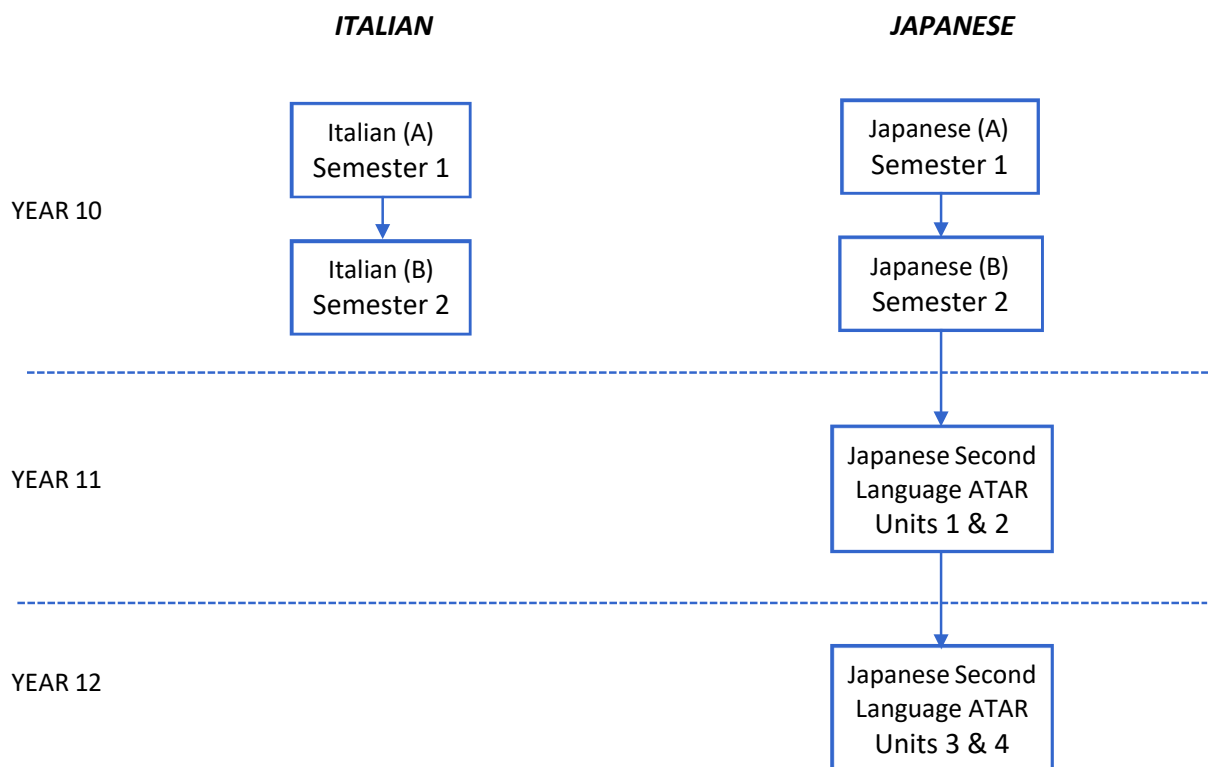 ITALIAN
JAPANESE
YEAR 10
Italian (A)
Semester 1
Japanese (A)
Semester 1
Italian (B)
Semester 2
Japanese (B)
Semester 2
YEAR 11
Japanese Second
Language ATAR
Units 1 & 2
YEAR 12
Japanese Second
Language ATAR
Units 3 & 4